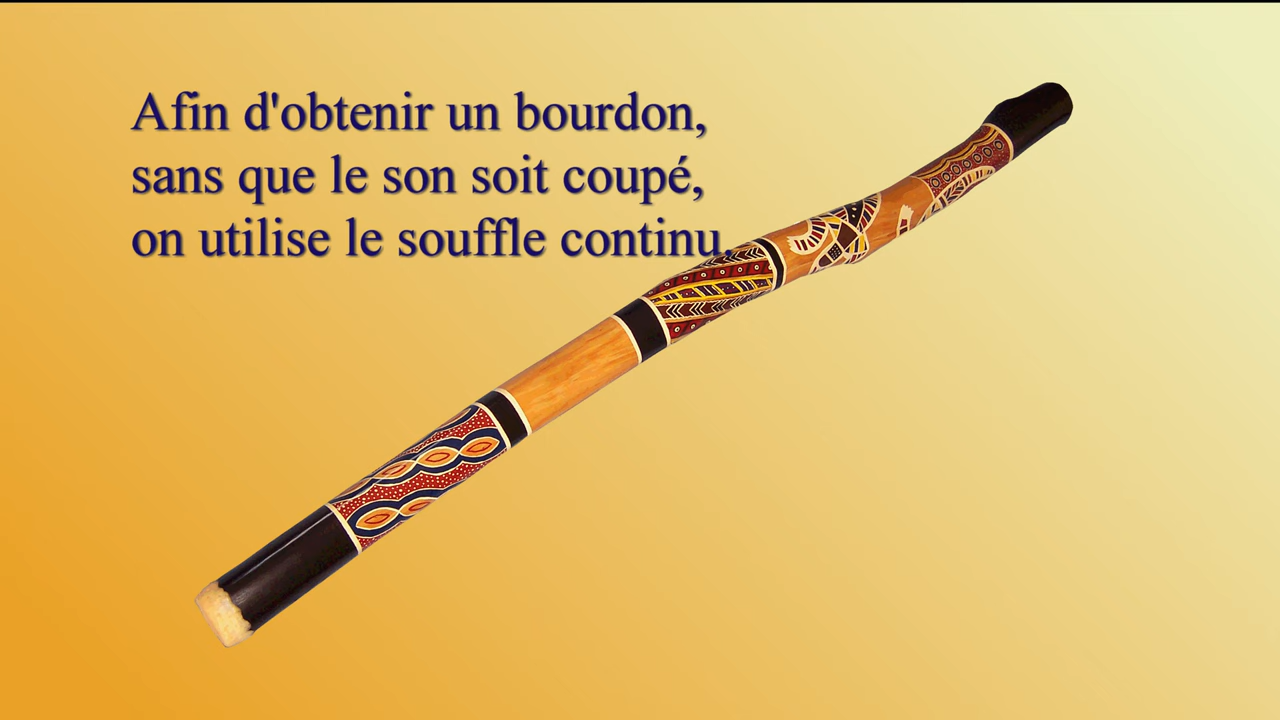 Afin d'obtenir un bourdon,
sans que le son soit coupé,
on utilise le souffle continu.